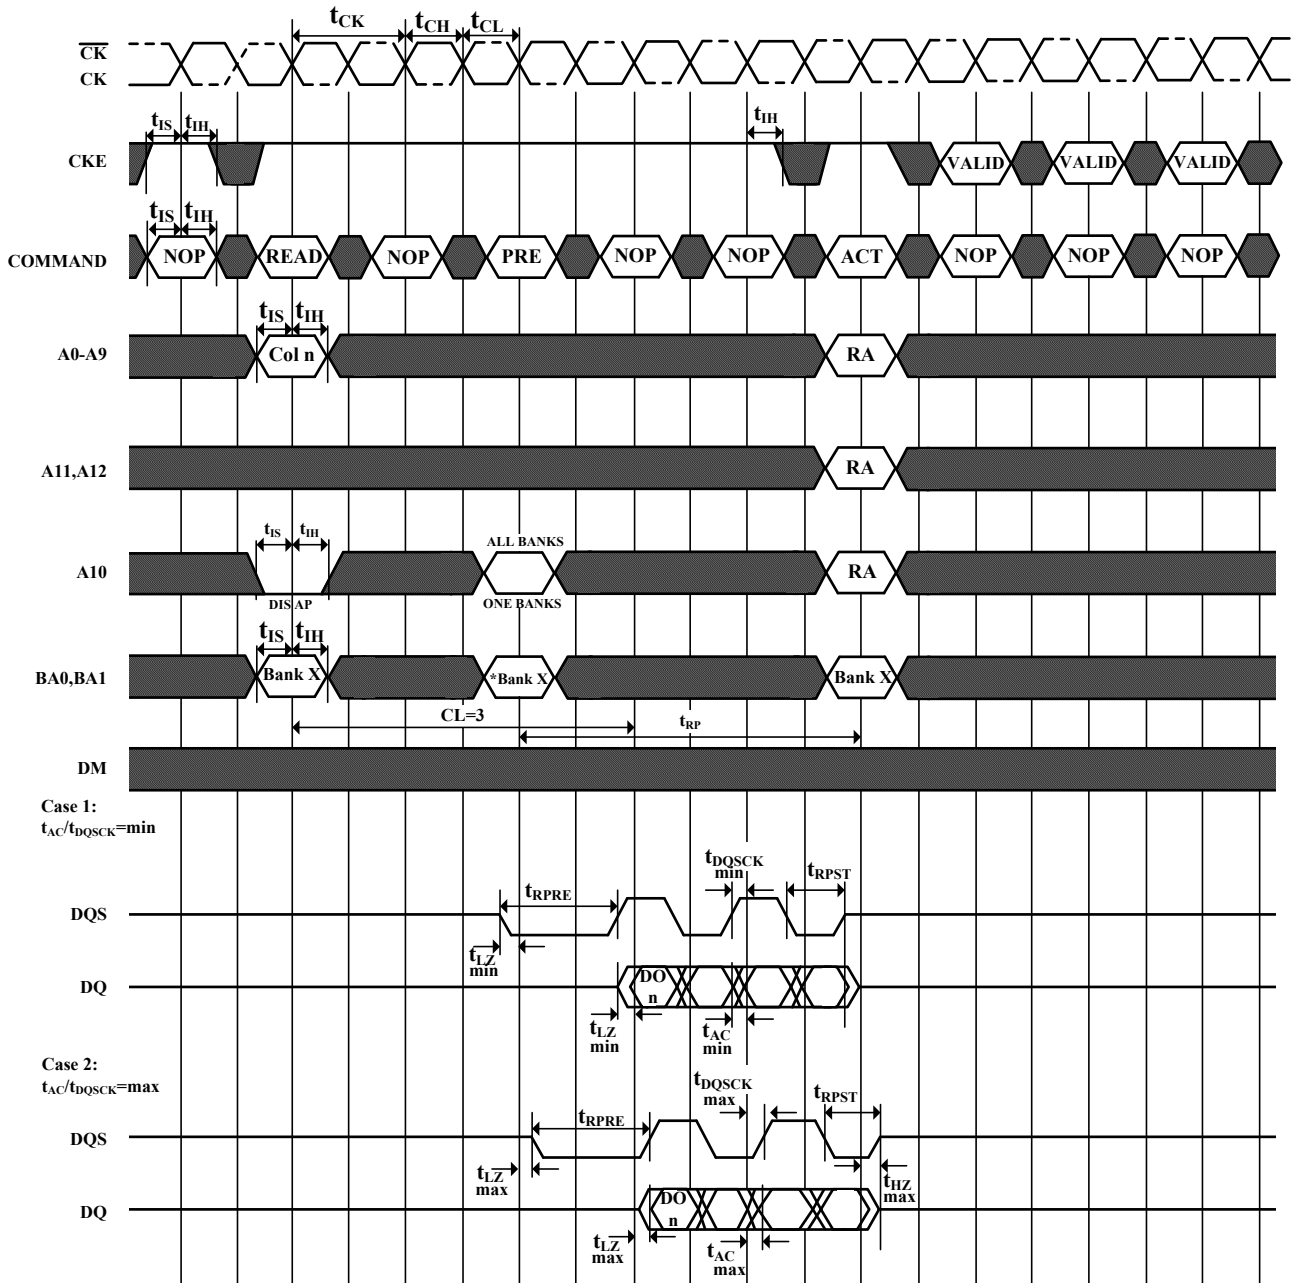 tCK tCH tCL
CK
CK
tIS tIH tIH
CKE VALID VALID VALID
tIS tIH
COMMAND NOP READ NOP PRE NOP NOP ACT NOP NOP NOP
tIS tIH
A0-A9 Col n RA
A11,A12 RA
tIS tIH ALL BANKS
A10 RA
DIS AP ONE BANKS
tIS tIH
BA0,BA1 Bank X *Bank X Bank X
CL=3 tRP
DM
Case 1:
tAC/tDQSCK=min
tDQSCK
min
tRPRE tRPST
DQS
tLZ
min
DQ DO
n
tLZ
min
tAC
min
Case 2:
tAC/tDQSCK=max
tDQSCK
max
tRPRE tRPST
DQS
tLZ
max
tHZ
max
DQ DO
n
tLZ
max
tAC
max